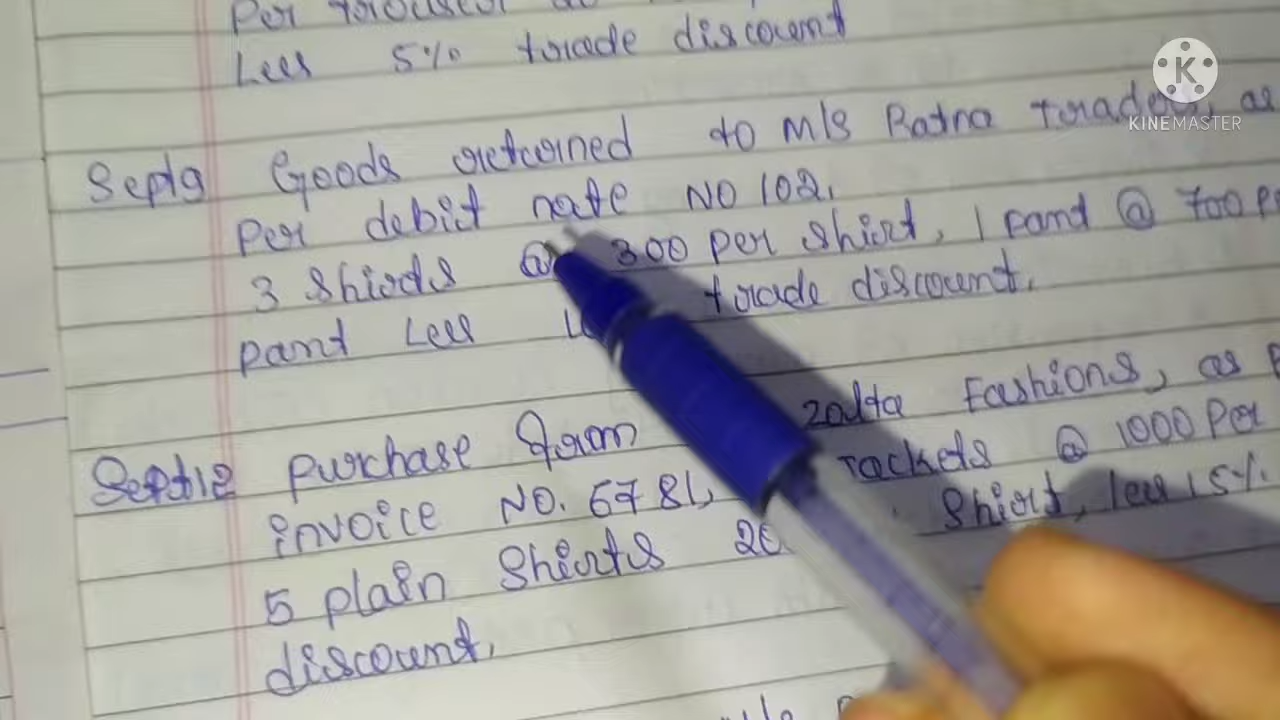 Less 5% trade discount
KINEMASTER
Sept9 Goods returned to M/S Ratna traders, as
per debit note NO 102,
3 Shirts @ 300 per shirt, 1 pant @ 700
pant Less trade discount.
Sept12 purchase from Fashions, as
invoice NO. 6781, Jackets @ 1000 Per
5 plain Shirts Shirt, less 15%
discount.